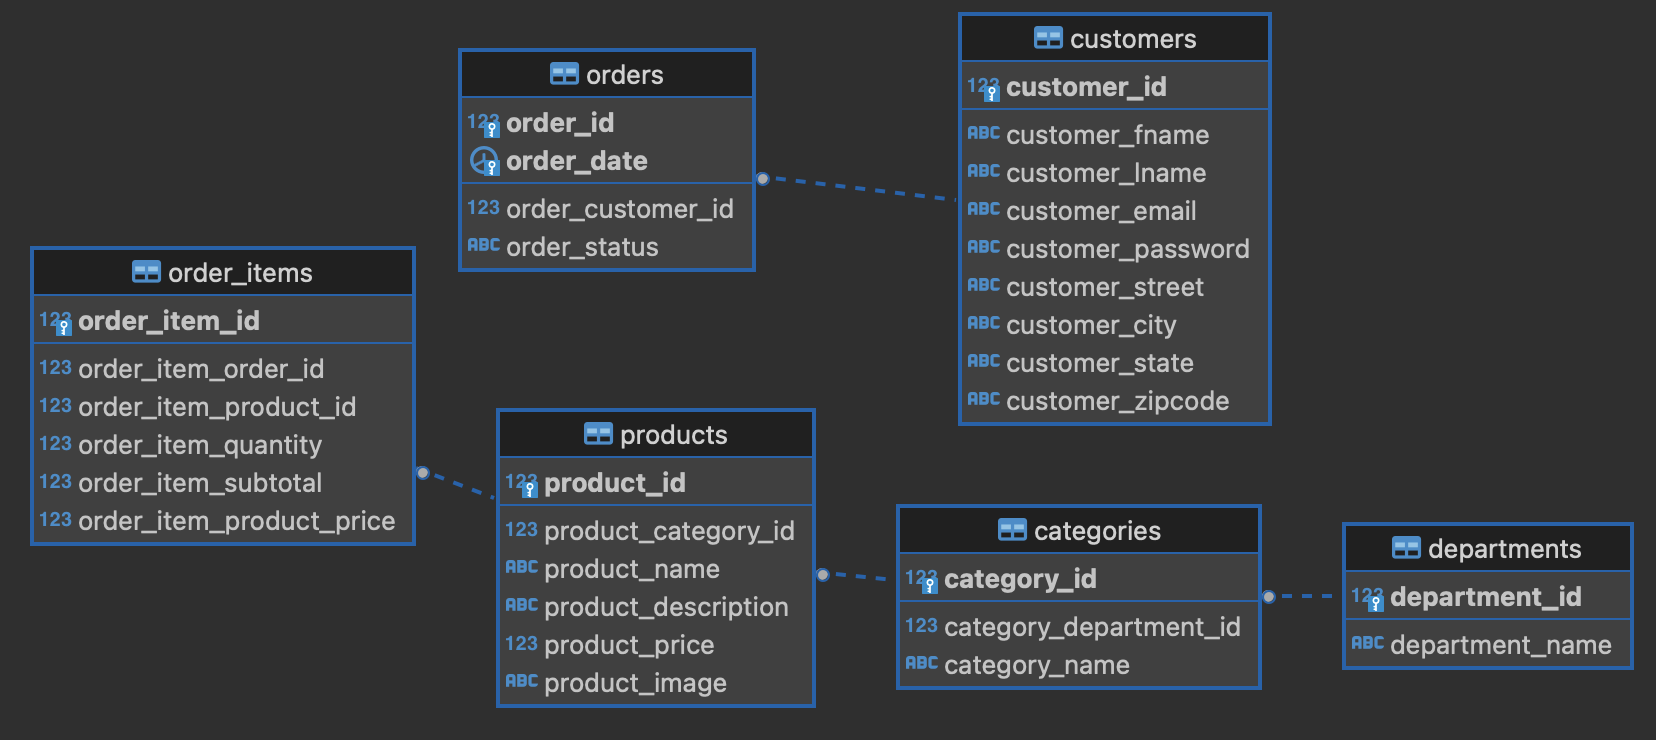 orders
123 order_id
order_date
123 order_customer_id
ABC order_status
customers
123 customer_id
ABC customer_fname
ABC customer_lname
ABC customer_email
ABC customer_password
ABC customer_street
ABC customer_city
ABC customer_state
ABC customer_zipcode
order_items
123 order_item_id
123 order_item_order_id
123 order_item_product_id
123 order_item_quantity
123 order_item_subtotal
123 order_item_product_price
products
123 product_id
123 product_category_id
ABC product_name
ABC product_description
123 product_price
ABC product_image
categories
123 category_id
123 category_department_id
ABC category_name
departments
123 department_id
ABC department_name